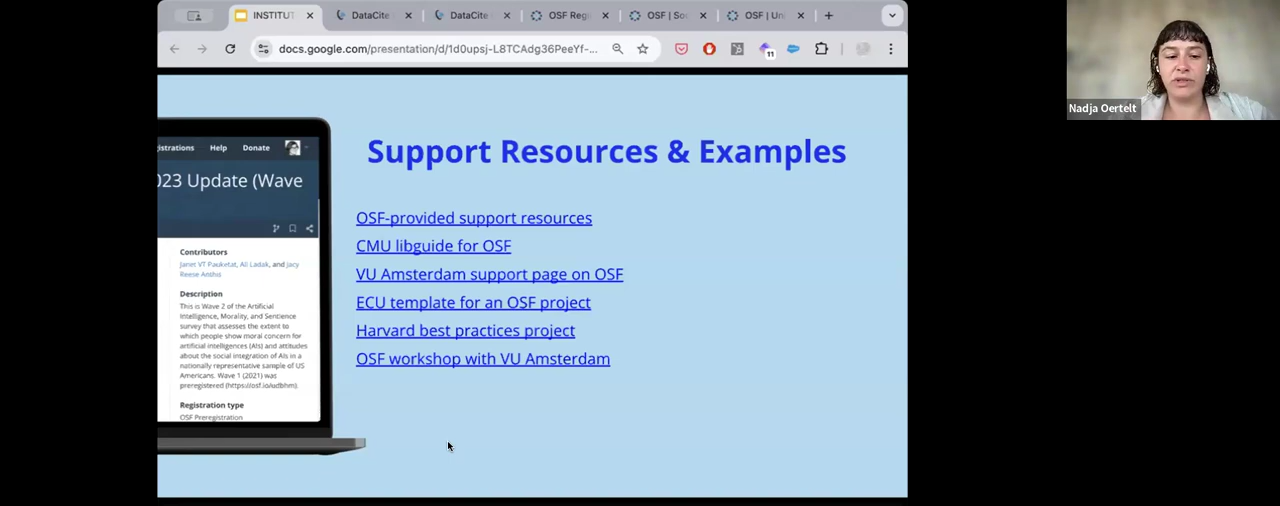 INSTITUT
DataCite
DataCite
OSF Regi
OSF | So
OSF | Un
docs.google.com/presentation/d/1d0upsj-L8TCAdg36PeeYf-...
11
Nadja Oertelt
Support Resources & Examples
OSF-provided support resources
CMU libguide for OSF
VU Amsterdam support page on OSF
ECU template for an OSF project
Harvard best practices project
OSF workshop with VU Amsterdam
istrations Help Donate
023 Update (Wave
Contributors
Janet VT Pauketat, Ali Ladak, and Jacy
Reese Anthis
Description
This is Wave 2 of the Artificial
Intelligence, Morality, and Sentience
survey that assesses the extent to
which people show moral concern for
artificial intelligences (AIs) and attitudes
about the social integration of AIs in a
nationally representative sample of US
Americans. Wave 1 (2021) was
preregistered (https://osf.io/udbhm).
Registration type
OSF Preregistration